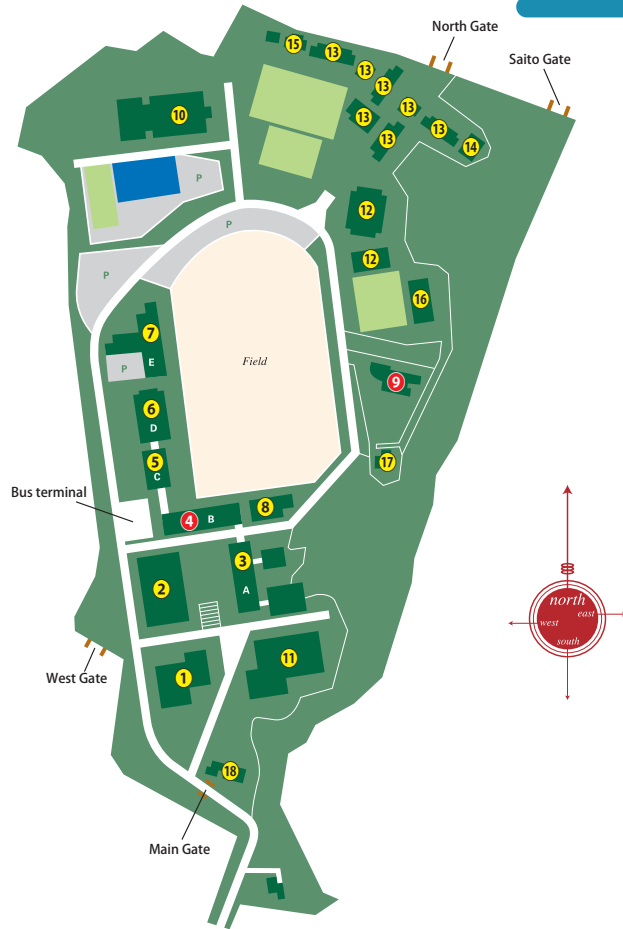 North Gate
Saito Gate
15
13
13
13
13
13
13
13
14
10
P
12
P
12
P
16
7
E
P
Field
9
6
D
5
C
17
Bus terminal
4
B
8
3
2
A
north
east
west
south
11
West Gate
1
18
Main Gate